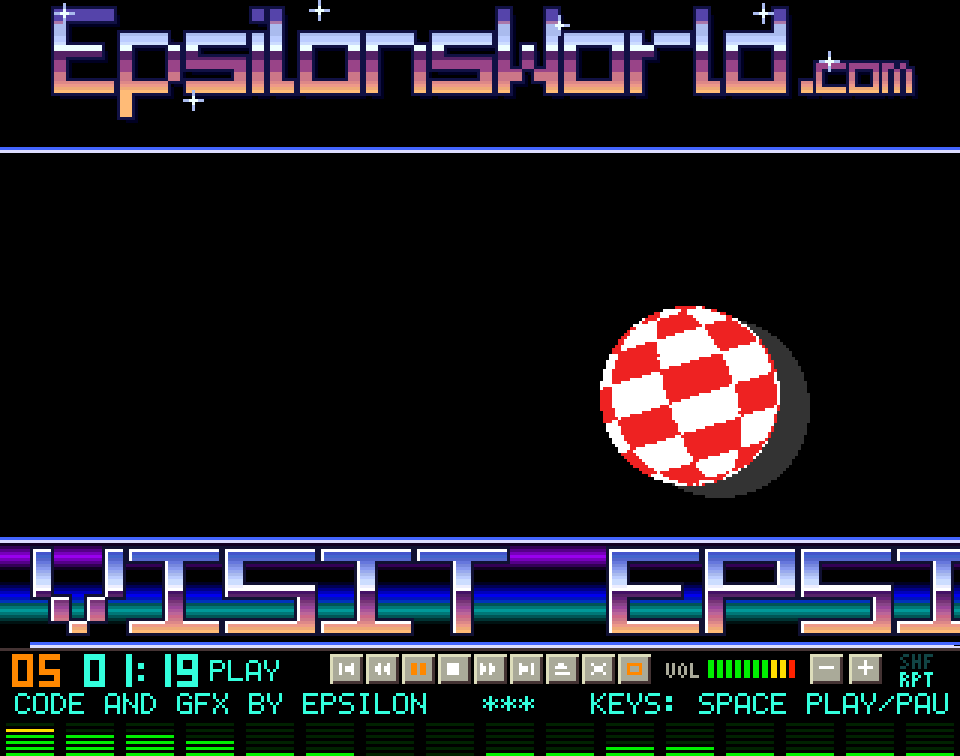 Epsilonsworld.com
VISIT EPSI
05 01:19 PLAY VOL SHF
RPT
CODE AND GFX BY EPSILON *** KEYS: SPACE PLAY/PAU